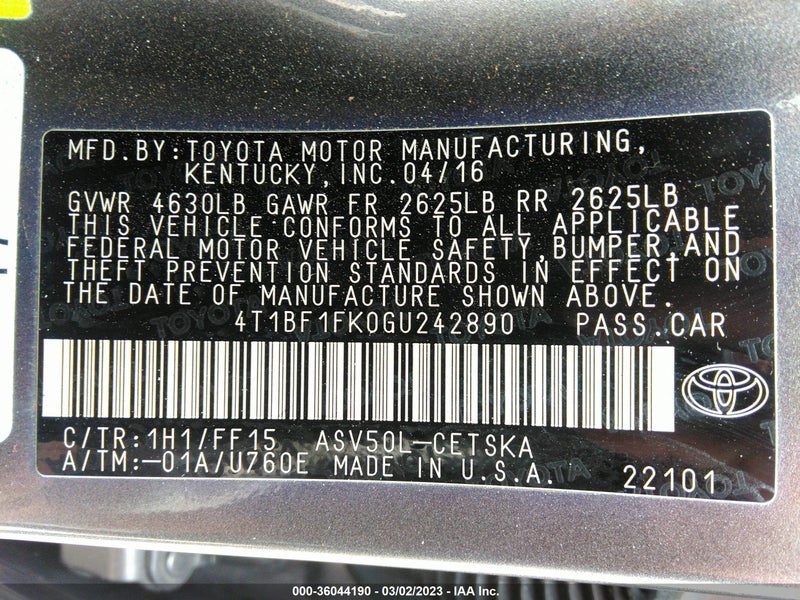 MFD.BY:TOYOTA MOTOR MANUFACTURING,
KENTUCKY,INC.04/16
GVWR 4630LB GAWR FR 2625LB RR 2625LB
THIS VEHICLE CONFORMS TO ALL APPLICABLE
FEDERAL MOTOR VEHICLE SAFETY,BUMPER,AND
THEFT PREVENTION STANDARDS IN EFFECT ON
THE DATE OF MANUFACTURE SHOWN ABOVE.
4T1BF1FK0GU242890 PASS.CAR
C/TR:1H1/FF15 ASV50L-CETSKA
A/TM:-01A/U760E MADE IN U.S.A. 22101
000-36044190 - 03/02/2023 - IAA Inc.